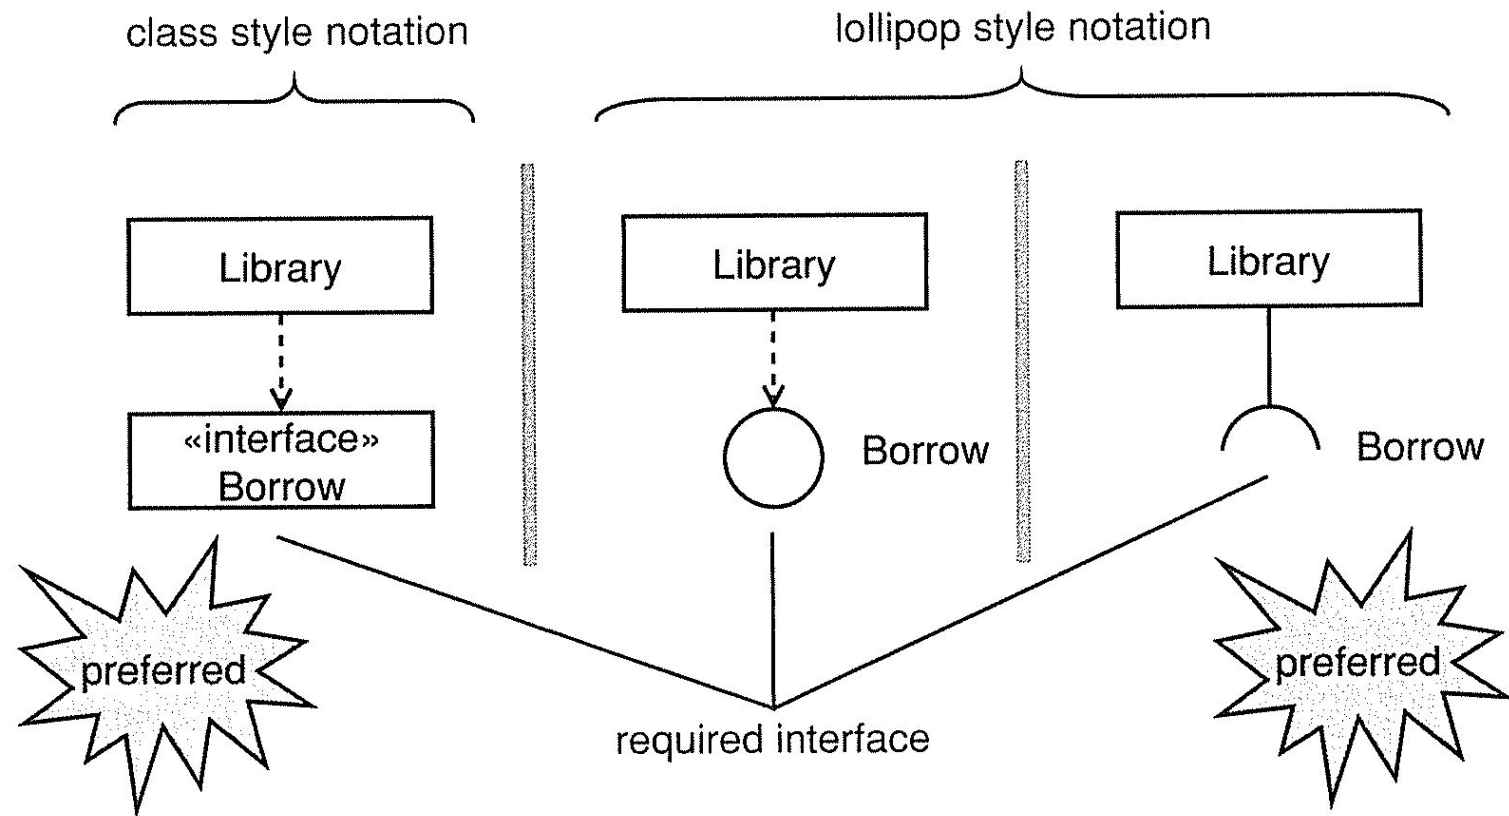 class style notation
lollipop style notation
Library
Library
Library
«interface»
Borrow
Borrow
Borrow
preferred
preferred
required interface